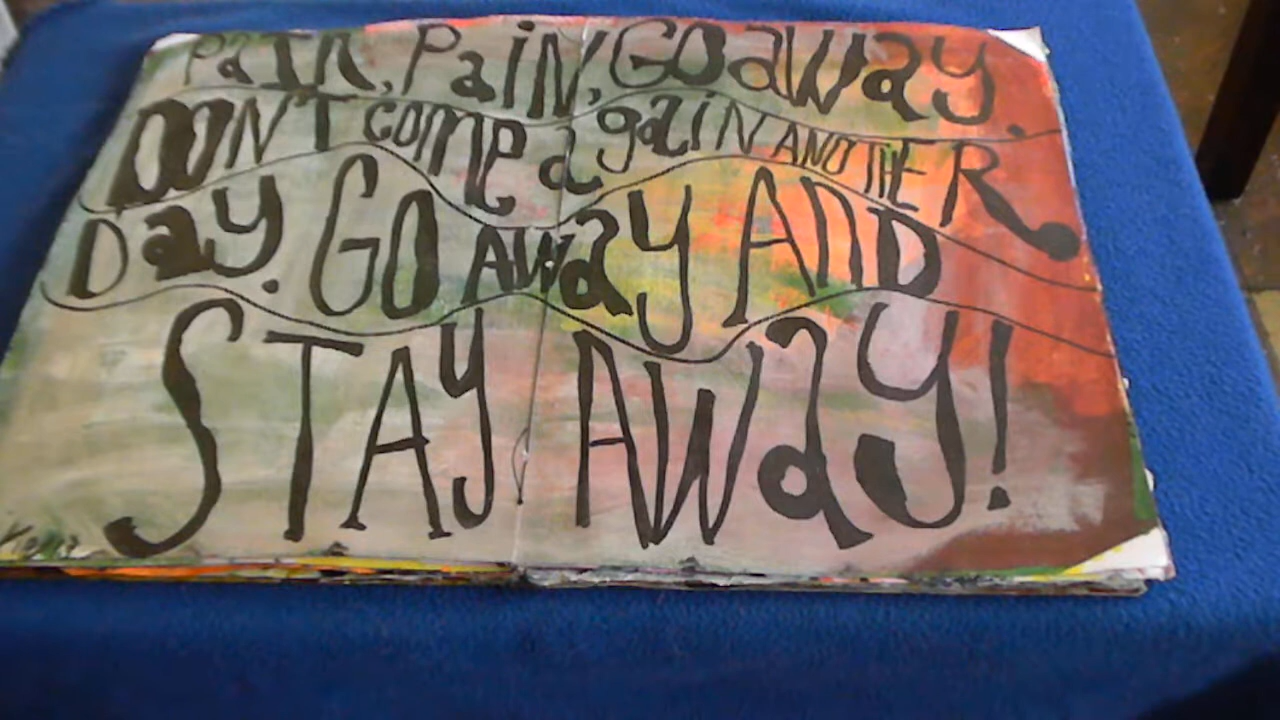 Pain, Pain, Go away.
DON'T come again ANOTHER
Day. GO AWay AND
STAY AWay!